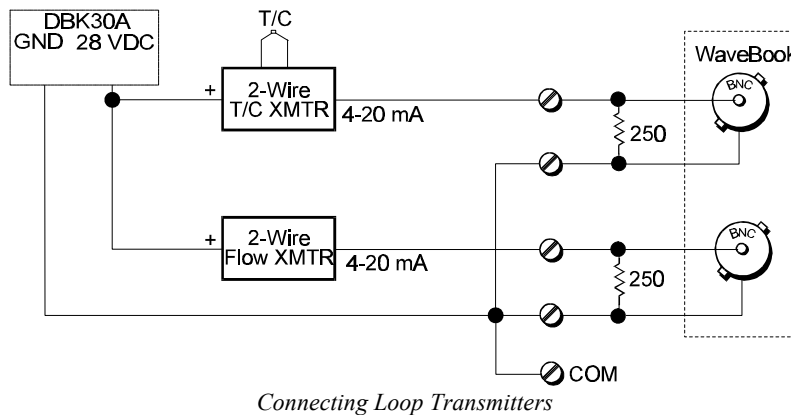 DBK30A
GND 28 VDC
T/C
+
2-Wire
T/C XMTR
4-20 mA
250
WaveBook
BNC
+
2-Wire
Flow XMTR
4-20 mA
250
BNC
COM
Connecting Loop Transmitters